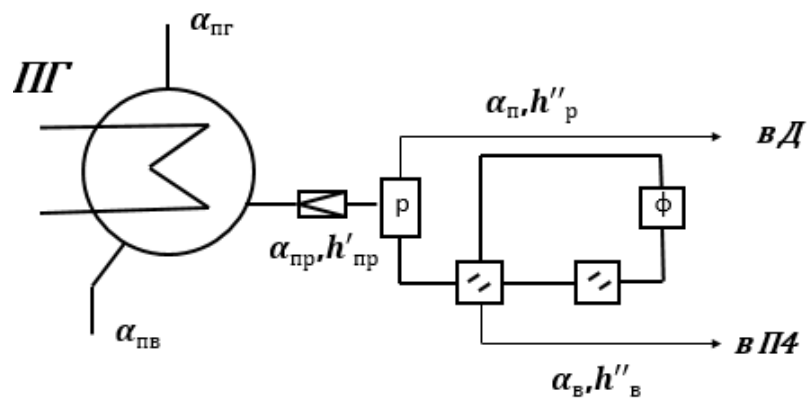 α_пг
ПГ
α_п,h″_р
в Д
р
ф
α_пр,h′_пр
α_пв
в П4
α_в,h″_в